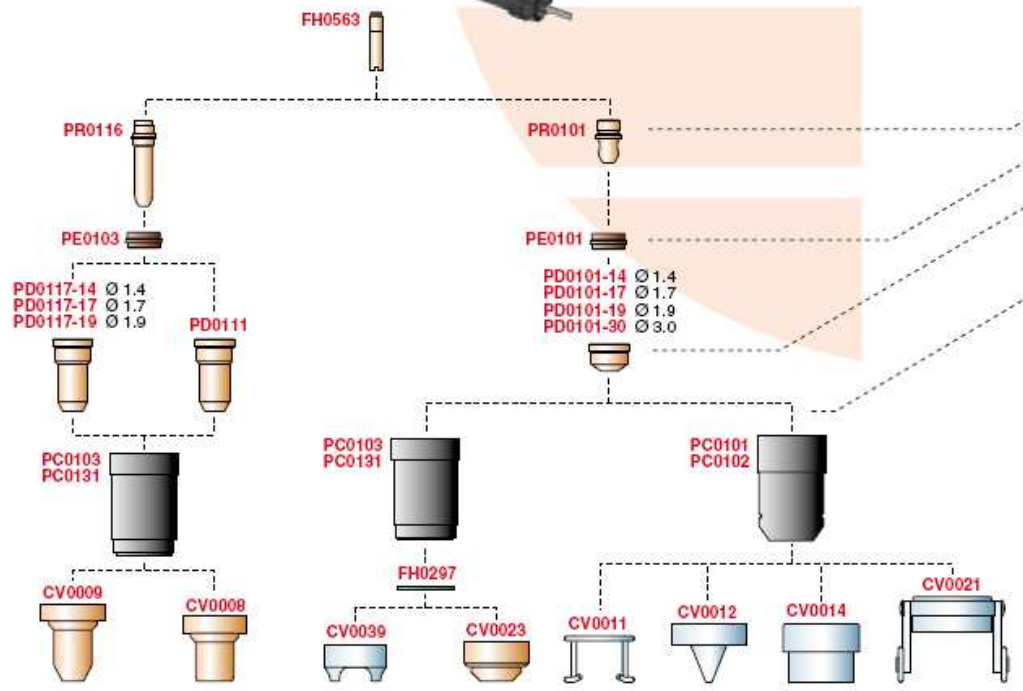 FH0563
PR0116
PR0101
PE0103
PE0101
PD0117-14 Ø 1.4
PD0117-17 Ø 1.7
PD0117-19 Ø 1.9
PD0111
PD0101-14 Ø 1.4
PD0101-17 Ø 1.7
PD0101-19 Ø 1.9
PD0101-30 Ø 3.0
PC0103
PC0131
PC0103
PC0131
PC0101
PC0102
FH0297
CV0009
CV0008
CV0039
CV0023
CV0011
CV0012
CV0014
CV0021